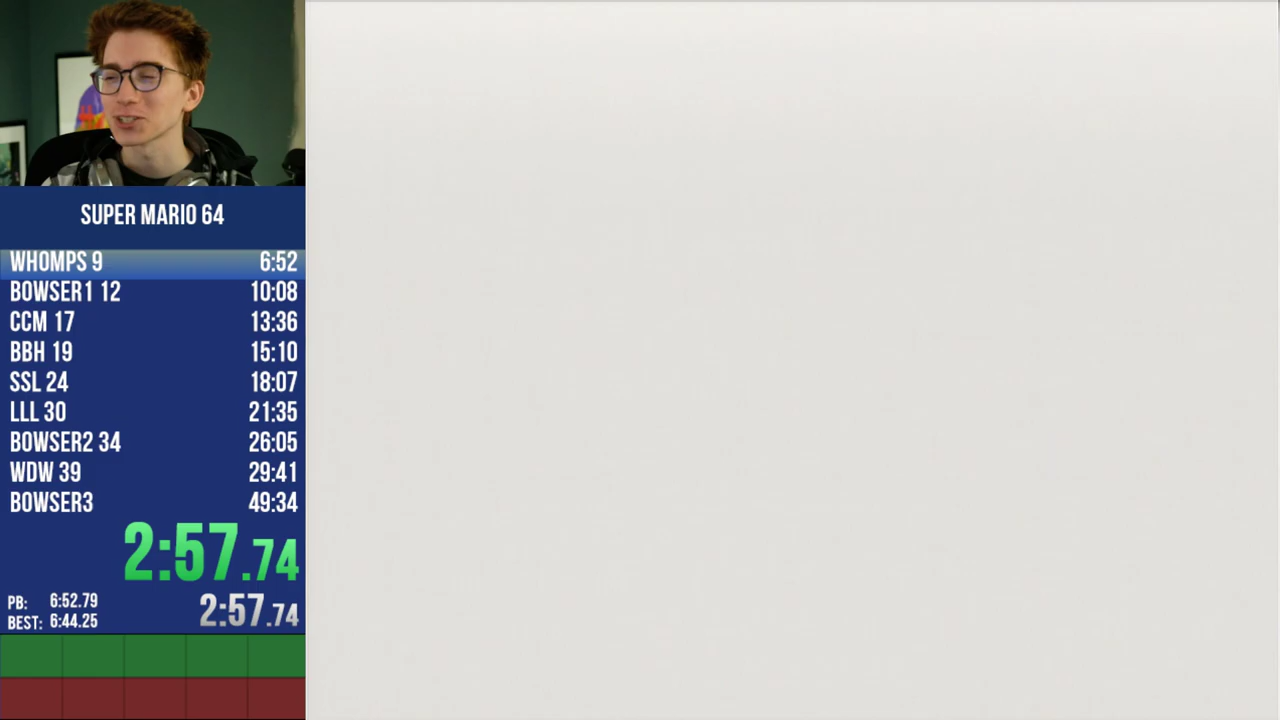 SUPER MARIO 64
WHOMPS 9 6:52
BOWSER1 12 10:08
CCM 17 13:36
BBH 19 15:10
SSL 24 18:07
LLL 30 21:35
BOWSER2 34 26:05
WDW 39 29:41
BOWSER3 49:34
2:57.74
PB: 6:52.79
BEST: 6:44.25
2:57.74